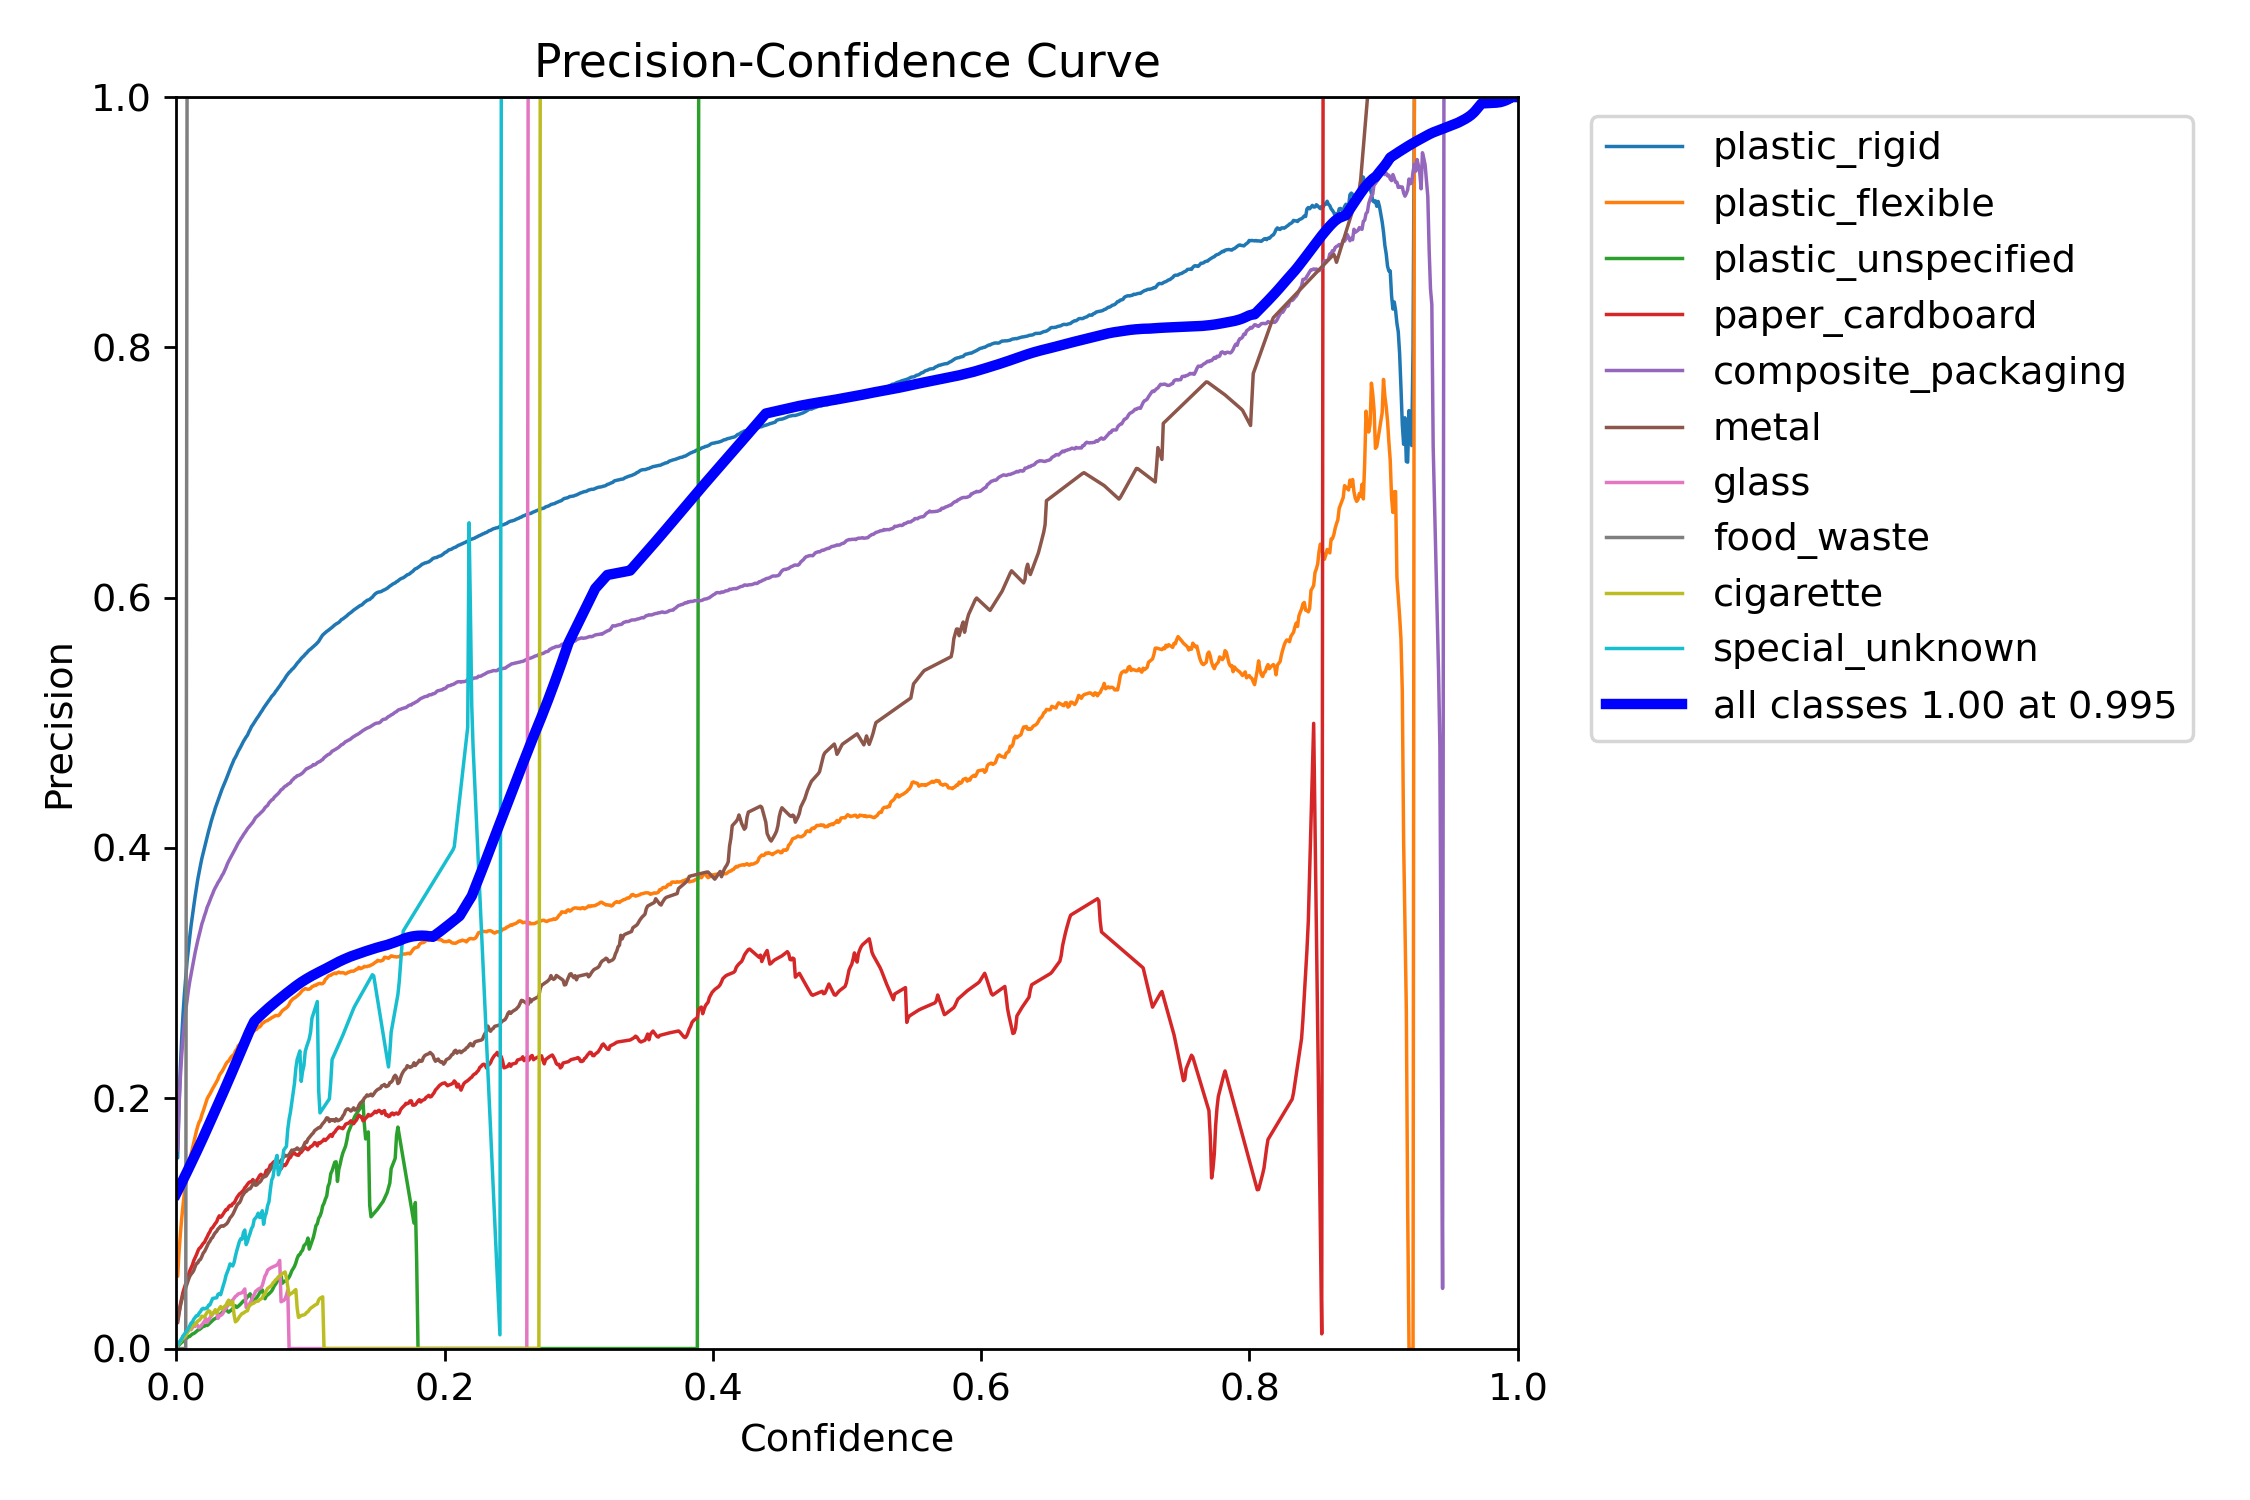 Precision-Confidence Curve
1.0
0.8
0.6
0.4
0.2
0.0
Precision
0.0 0.2 0.4 0.6 0.8 1.0
Confidence
plastic_rigid
plastic_flexible
plastic_unspecified
paper_cardboard
composite_packaging
metal
glass
food_waste
cigarette
special_unknown
all classes 1.00 at 0.995